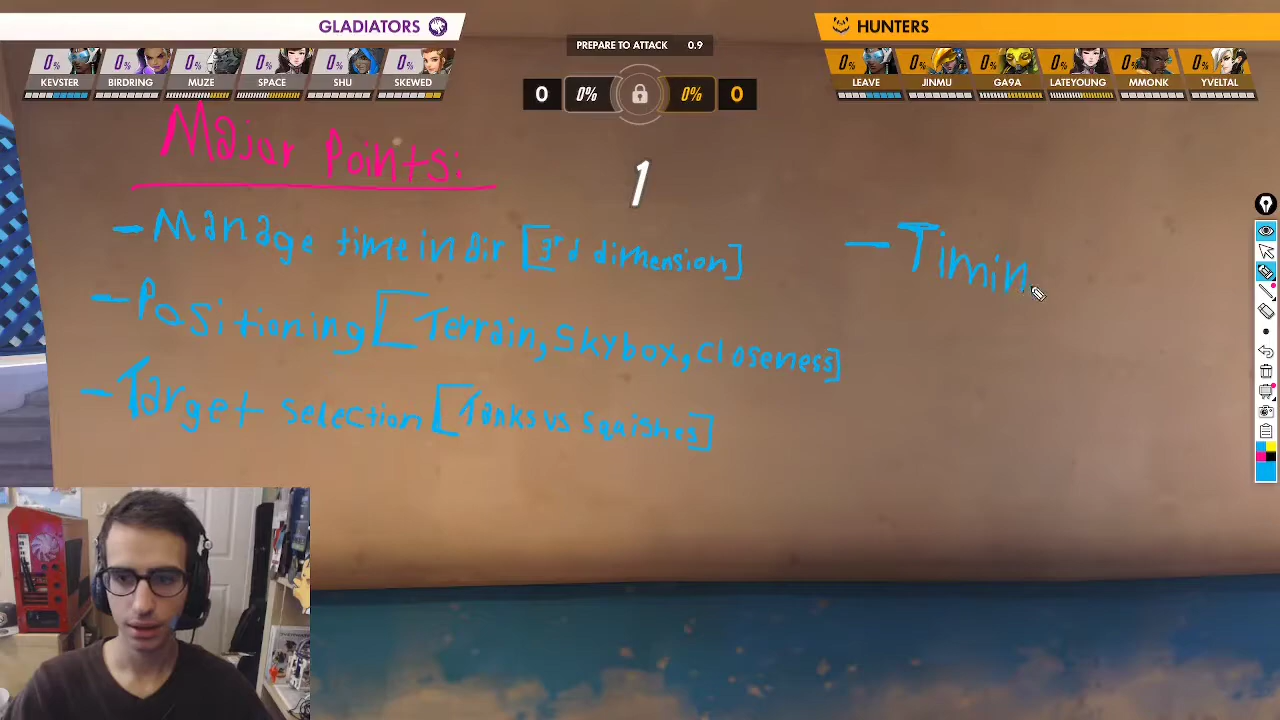 GLADIATORS
HUNTERS
PREPARE TO ATTACK 0.9
0% 0% 0% 0% 0% 0%
KEVSTER BIRDRING MUZE SPACE SHU SKEWED
0 0% 0% 0
0% 0% 0% 0% 0% 0%
LEAVE JINMU GA9A LATEYOUNG MMONK YVELTAL
1
Major Points:
- Manage time in air [3rd dimension]
- Positioning [Terrain, Skybox, closeness]
- Target selection [Tanks vs squishes]
- Timin